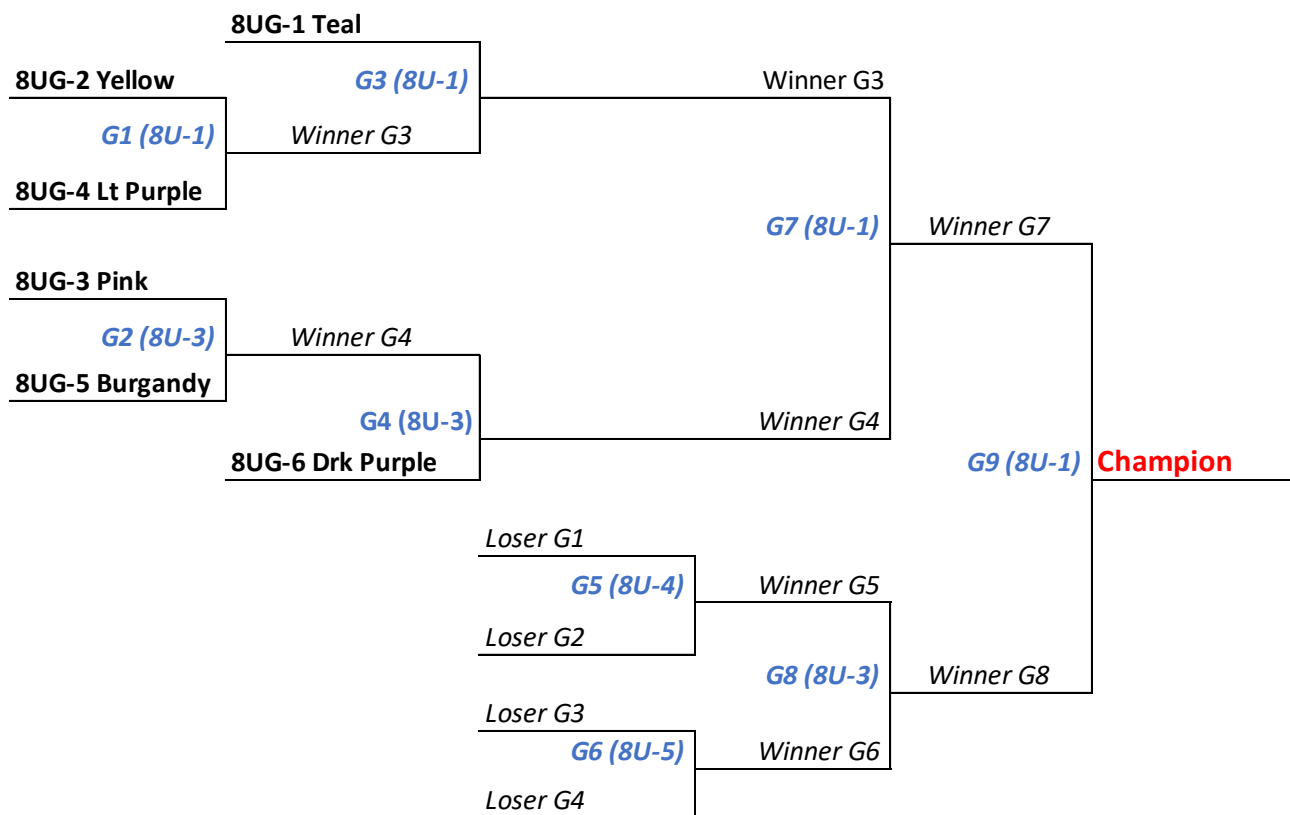 8UG-1 Teal
8UG-2 Yellow
G3 (8U-1)
Winner G3
G1 (8U-1)
Winner G3
8UG-4 Lt Purple
G7 (8U-1)
Winner G7
8UG-3 Pink
G2 (8U-3)
Winner G4
8UG-5 Burgandy
G4 (8U-3)
Winner G4
8UG-6 Drk Purple
G9 (8U-1)
Champion
Loser G1
G5 (8U-4)
Winner G5
Loser G2
G8 (8U-3)
Winner G8
Loser G3
G6 (8U-5)
Winner G6
Loser G4